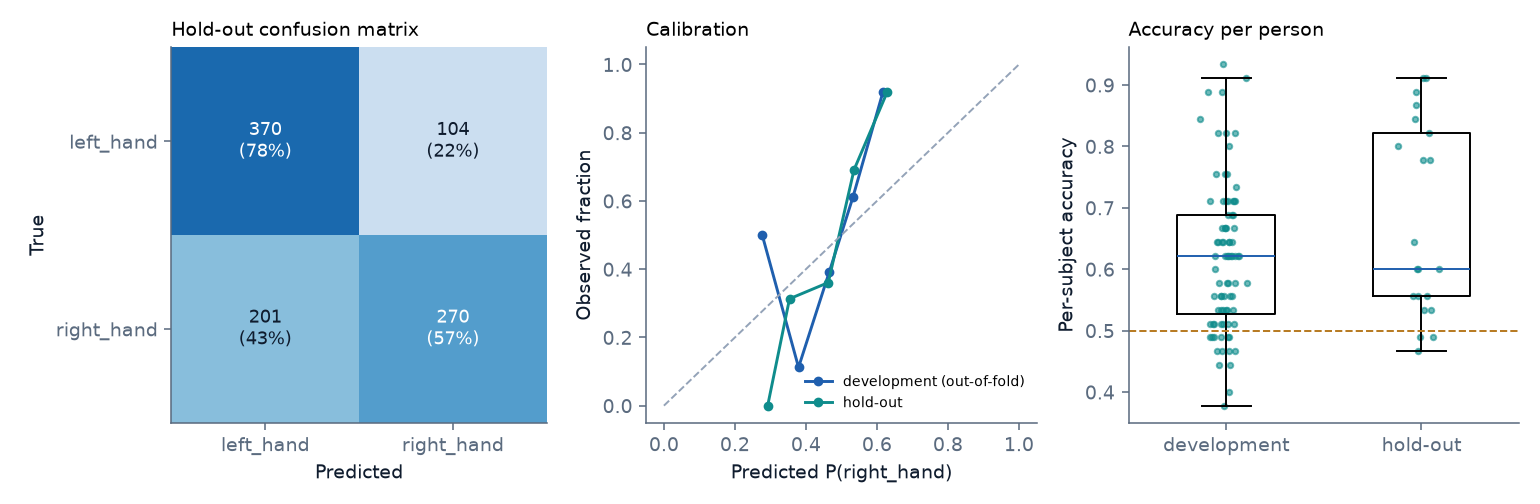 Hold-out confusion matrix
True
left_hand
right_hand
370
(78%)
104
(22%)
201
(43%)
270
(57%)
left_hand
right_hand
Predicted
Calibration
Observed fraction
1.0
0.8
0.6
0.4
0.2
0.0
development (out-of-fold)
hold-out
0.0
0.2
0.4
0.6
0.8
1.0
Predicted P(right_hand)
Accuracy per person
Per-subject accuracy
0.9
0.8
0.7
0.6
0.5
0.4
development
hold-out